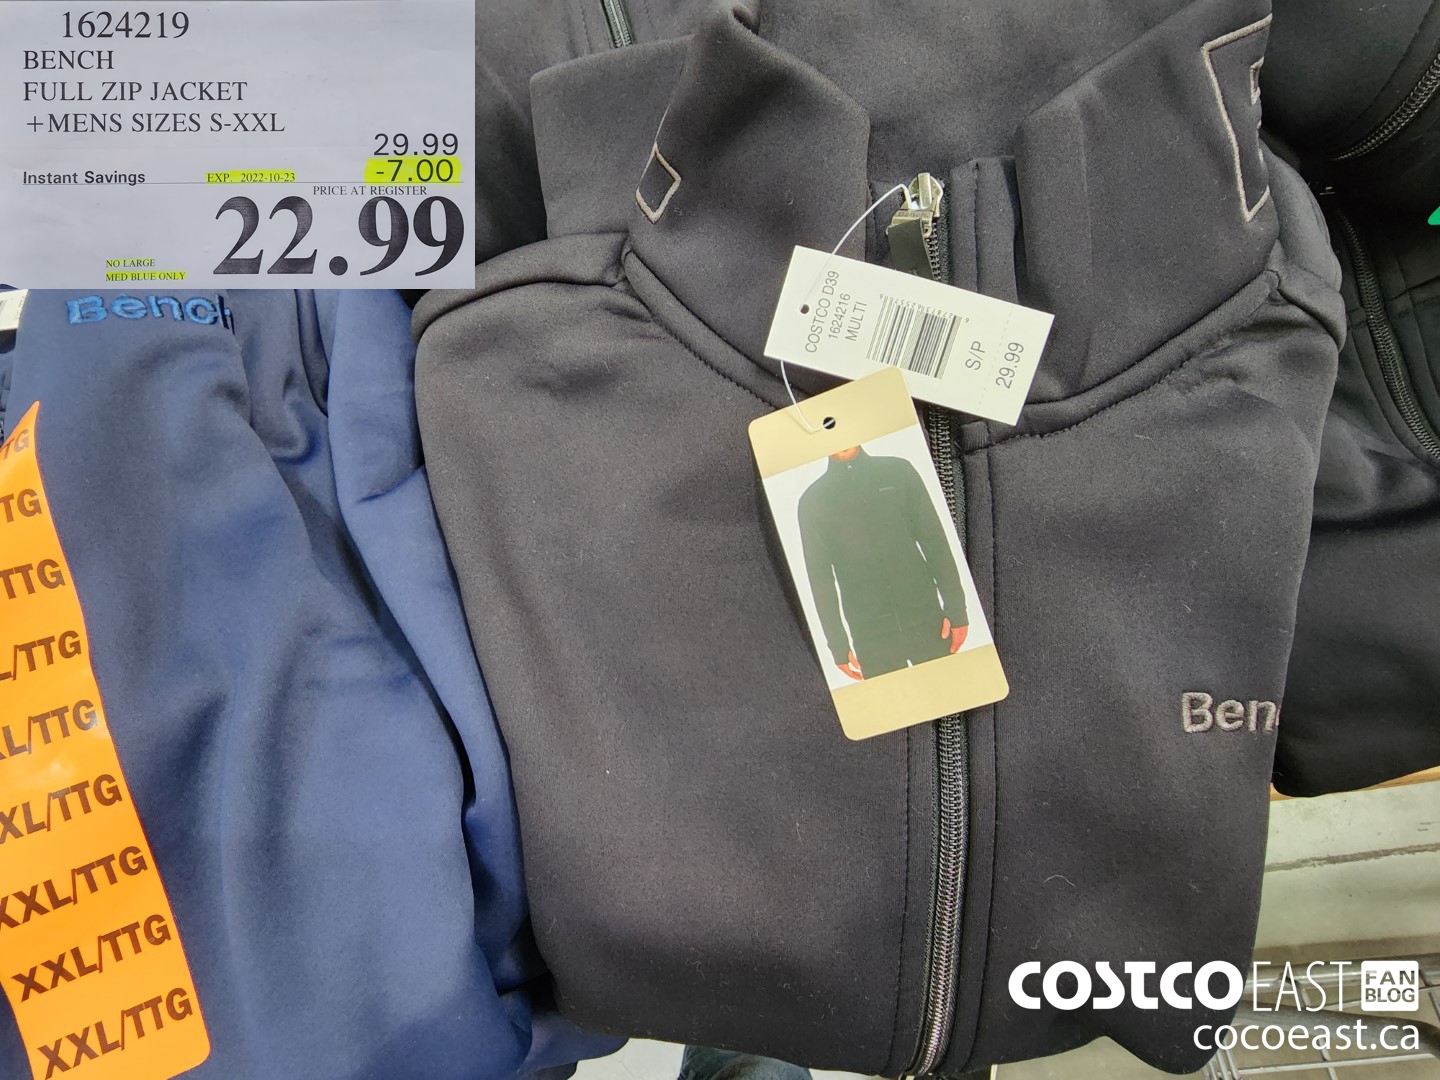 1624219
BENCH
FULL ZIP JACKET
+MENS SIZES S-XXL
29.99
Instant Savings EXP. 2022-10-23 -7.00
PRICE AT REGISTER
22.99
NO LARGE
MED BLUE ONLY
Bench
COSTCO D39
1624216
MULTI
S/P
29.99
Ben
TG
TTG
L/TTG
XL/TTG
XXL/TTG
XXL/TTG
XXL/TTG
XXL/TTG
COSTCO EAST FAN BLOG
cocoeast.ca